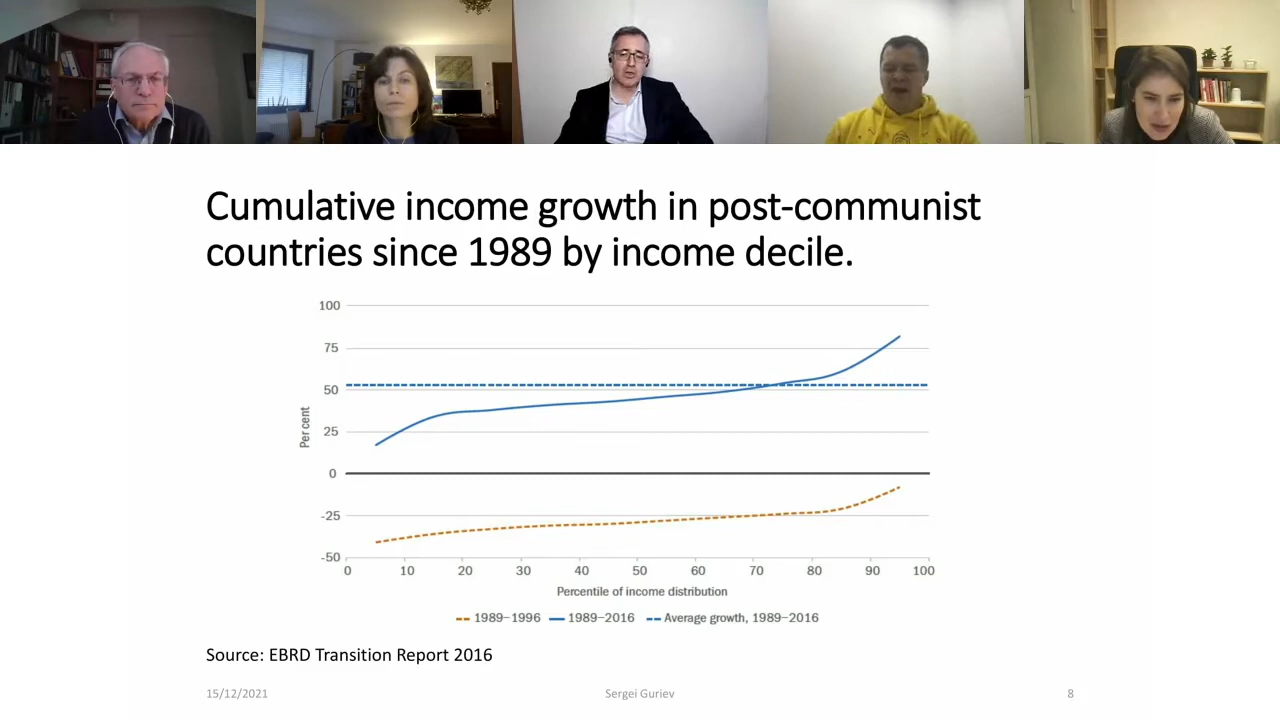 Cumulative income growth in post-communist
countries since 1989 by income decile.
100
75
50
25
0
-25
-50
Per cent
0 10 20 30 40 50 60 70 80 90 100
Percentile of income distribution
1989–1996 1989–2016 Average growth, 1989–2016
Source: EBRD Transition Report 2016
15/12/2021 Sergei Guriev 8